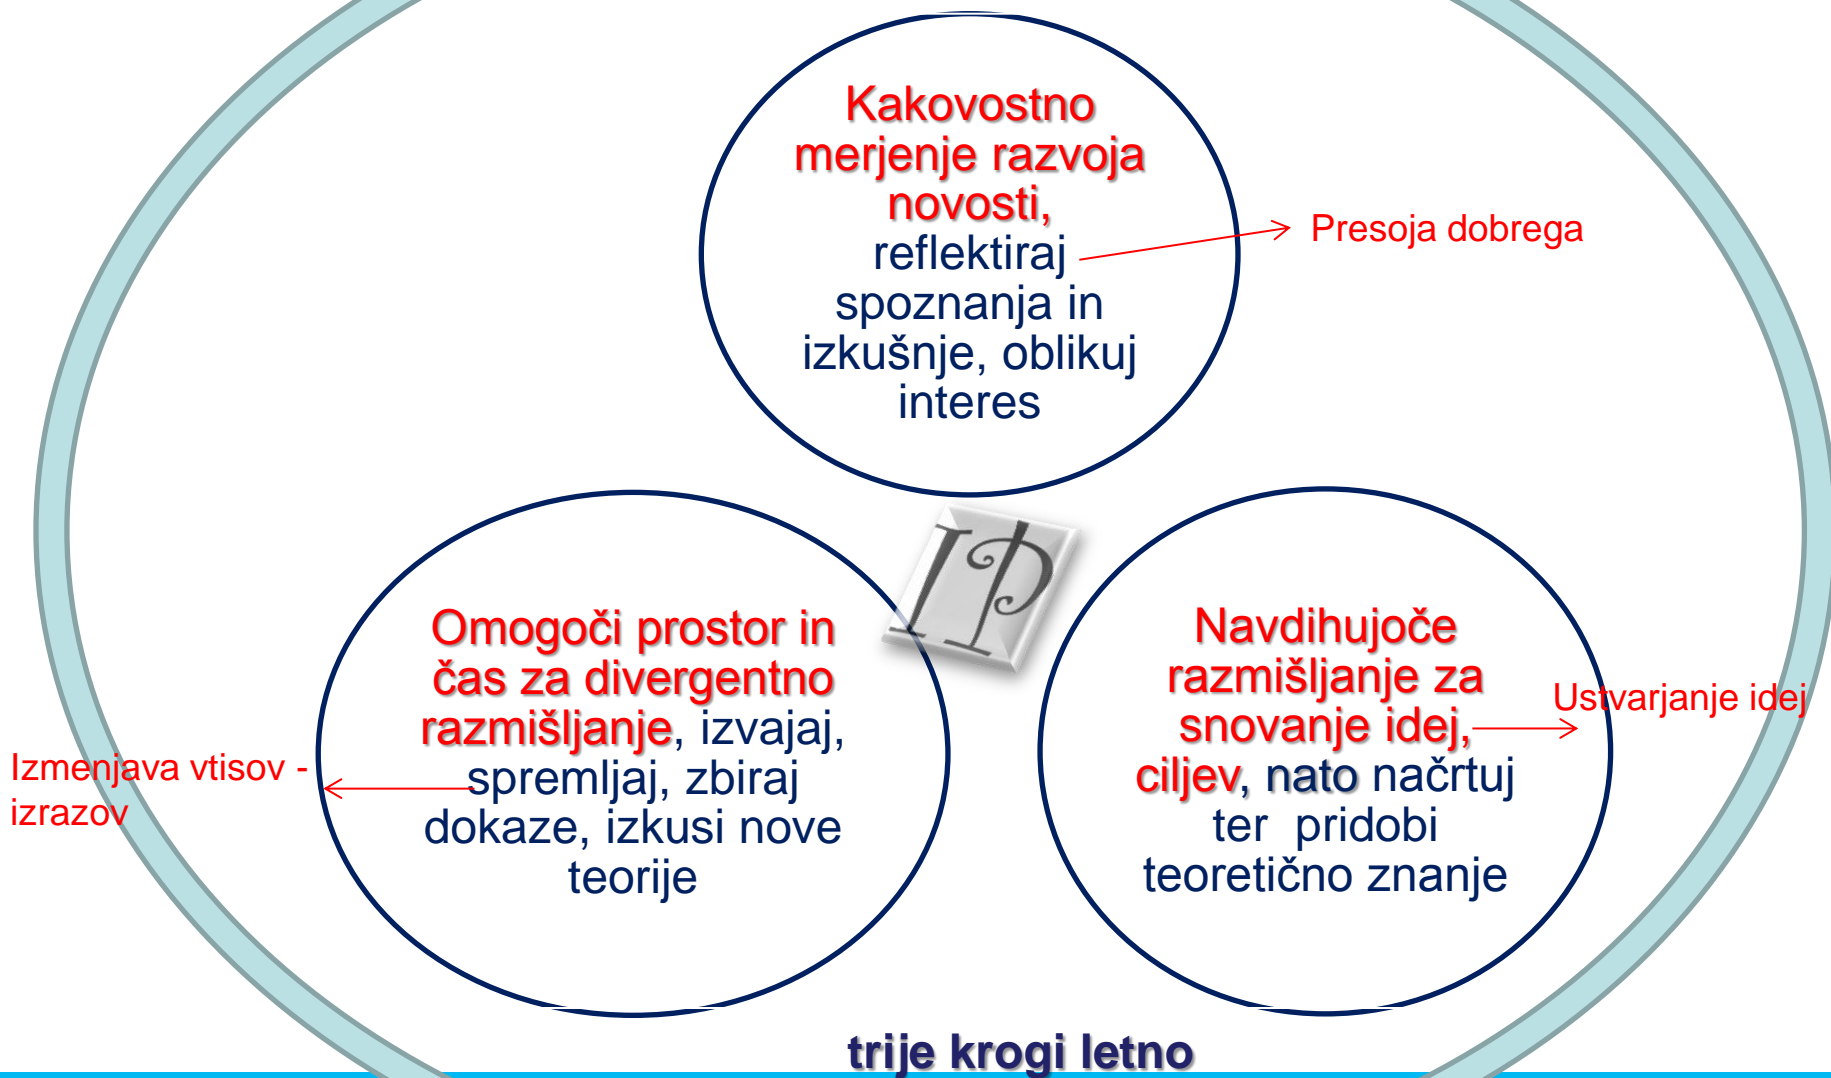 Kakovostno
merjenje razvoja
novosti,
reflektiraj
spoznanja in
izkušnje, oblikuj
interes
Presoja dobrega
Omogoči prostor in
čas za divergentno
razmišljanje, izvajaj,
spremljaj, zbiraj
dokaze, izkusi nove
teorije
Izmenjava vtisov -
izrazov
IP
Navdihujoče
razmišljanje za
snovanje idej,
ciljev, nato načrtuj
ter  pridobi
teoretično znanje
Ustvarjanje idej
trije krogi letno